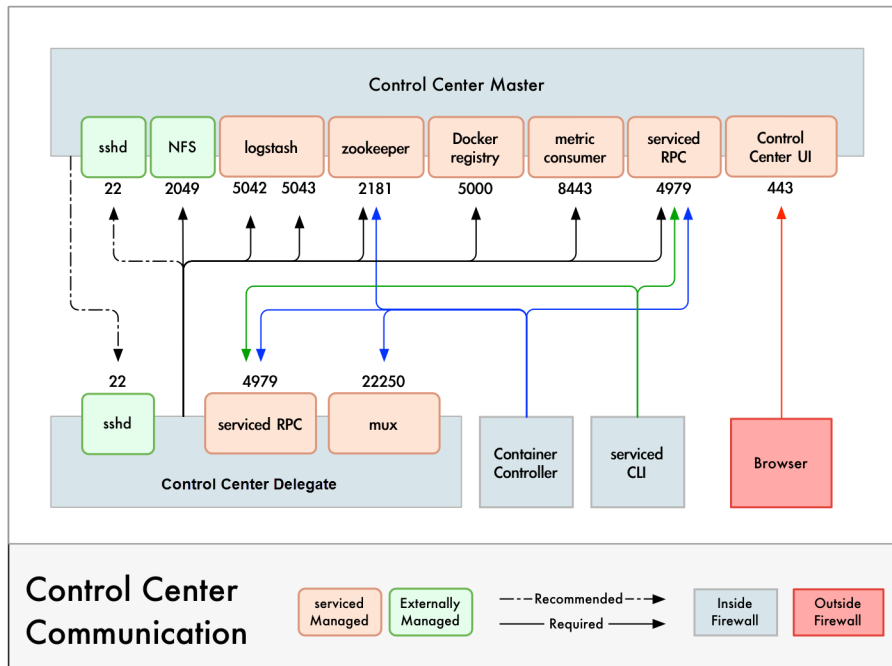 Control Center Master
sshd
NFS
logstash
zookeeper
Docker
registry
metric
consumer
serviced
RPC
Control
Center UI
22
2049
5042
5043
2181
5000
8443
4979
443
22
4979
22250
sshd
serviced RPC
mux
Control Center Delegate
Container
Controller
serviced
CLI
Browser
Control Center
Communication
serviced
Managed
Externally
Managed
Recommended
Required
Inside
Firewall
Outside
Firewall